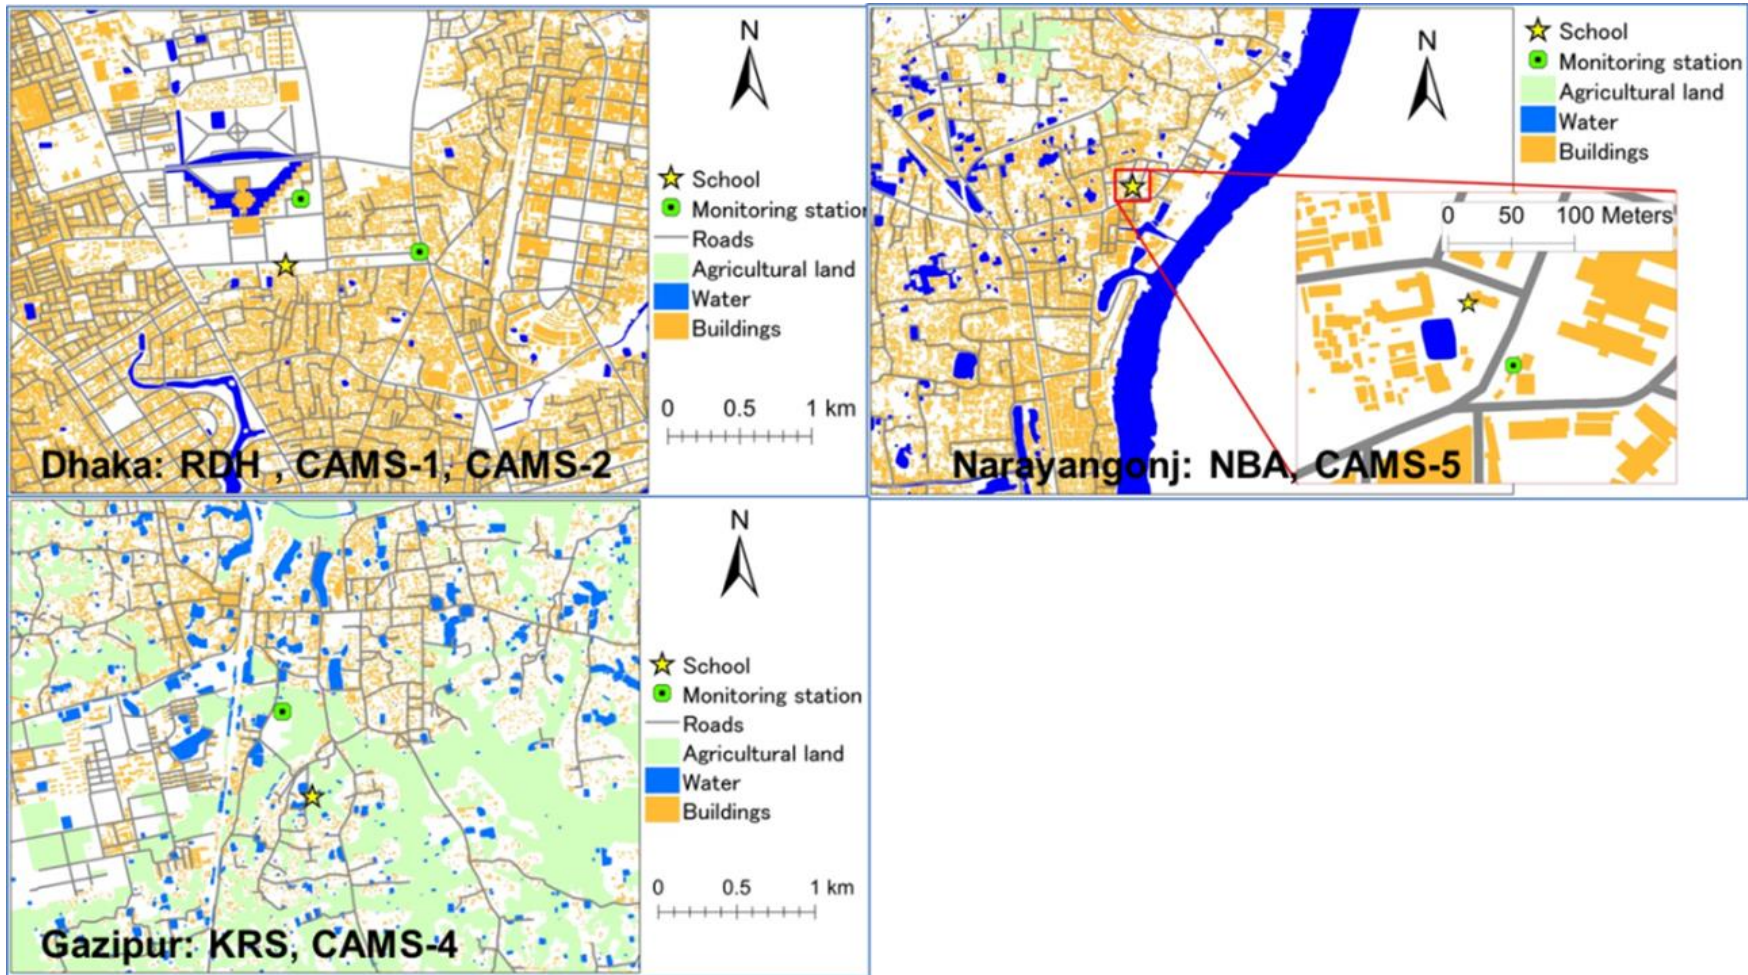 N
School
Monitoring station
Roads
Agricultural land
Water
Buildings
0 0.5 1 km
Dhaka: RDH , CAMS-1, CAMS-2
N
School
Monitoring station
Agricultural land
Water
Buildings
0 50 100 Meters
Narayangonj: NBA, CAMS-5
N
School
Monitoring station
Roads
Agricultural land
Water
Buildings
0 0.5 1 km
Gazipur: KRS, CAMS-4